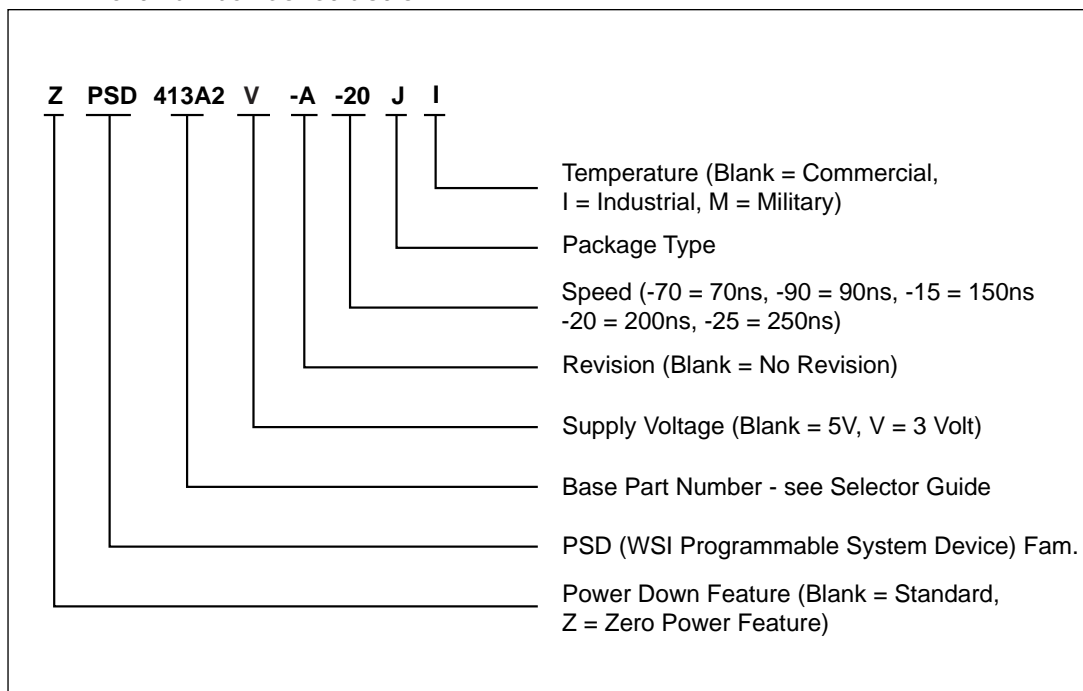 Z PSD 413A2 V -A -20 J I
Temperature (Blank = Commercial,
I = Industrial, M = Military)
Package Type
Speed (-70 = 70ns, -90 = 90ns, -15 = 150ns
-20 = 200ns, -25 = 250ns)
Revision (Blank = No Revision)
Supply Voltage (Blank = 5V, V = 3 Volt)
Base Part Number - see Selector Guide
PSD (WSI Programmable System Device) Fam.
Power Down Feature (Blank = Standard,
Z = Zero Power Feature)